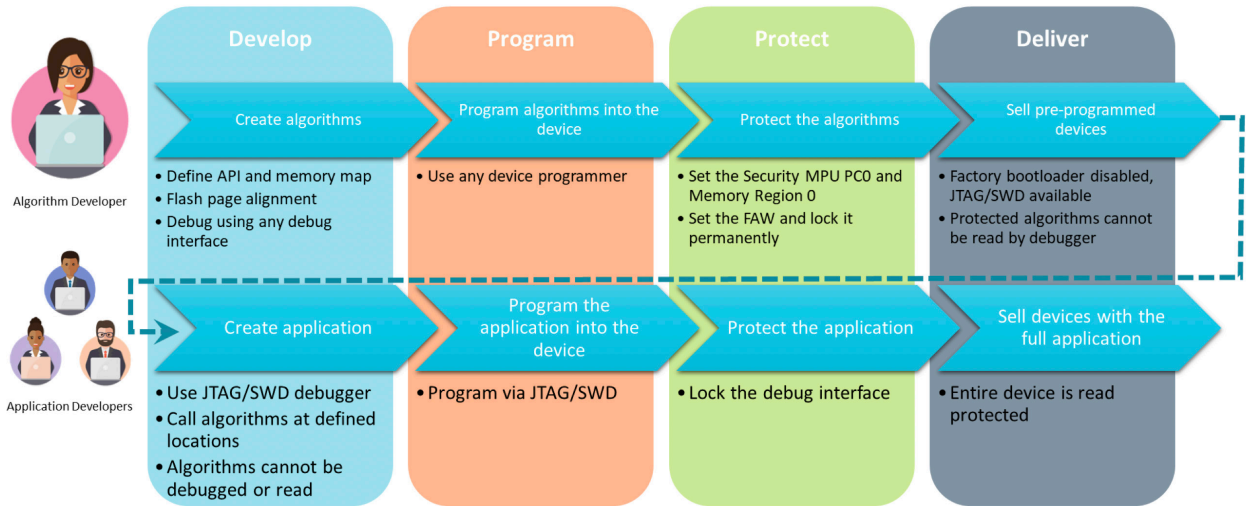 Develop
Program
Protect
Deliver
Create algorithms
Program algorithms into the
device
Protect the algorithms
Sell pre-programmed
devices
Algorithm Developer
• Define API and memory map
• Flash page alignment
• Debug using any debug
interface
• Use any device programmer
• Set the Security MPU PC0 and
Memory Region 0
• Set the FAW and lock it
permanently
• Factory bootloader disabled,
JTAG/SWD available
• Protected algorithms cannot
be read by debugger
Create application
Program the
application into the
device
Protect the application
Sell devices with the
full application
Application Developers
• Use JTAG/SWD debugger
• Call algorithms at defined
locations
• Algorithms cannot be
debugged or read
• Program via JTAG/SWD
• Lock the debug interface
• Entire device is read
protected